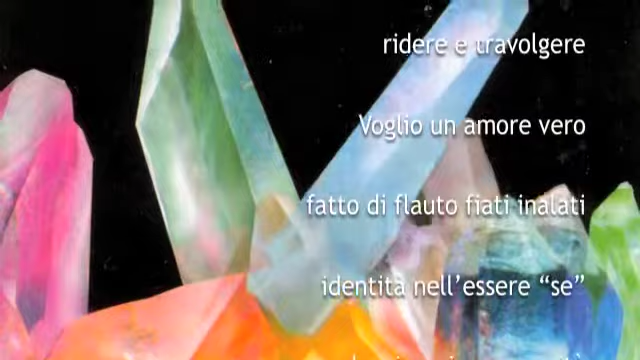 ridere e travolgere
Voglio un amore vero
fatto di flauto fiati inalati
identità nell’essere “se”